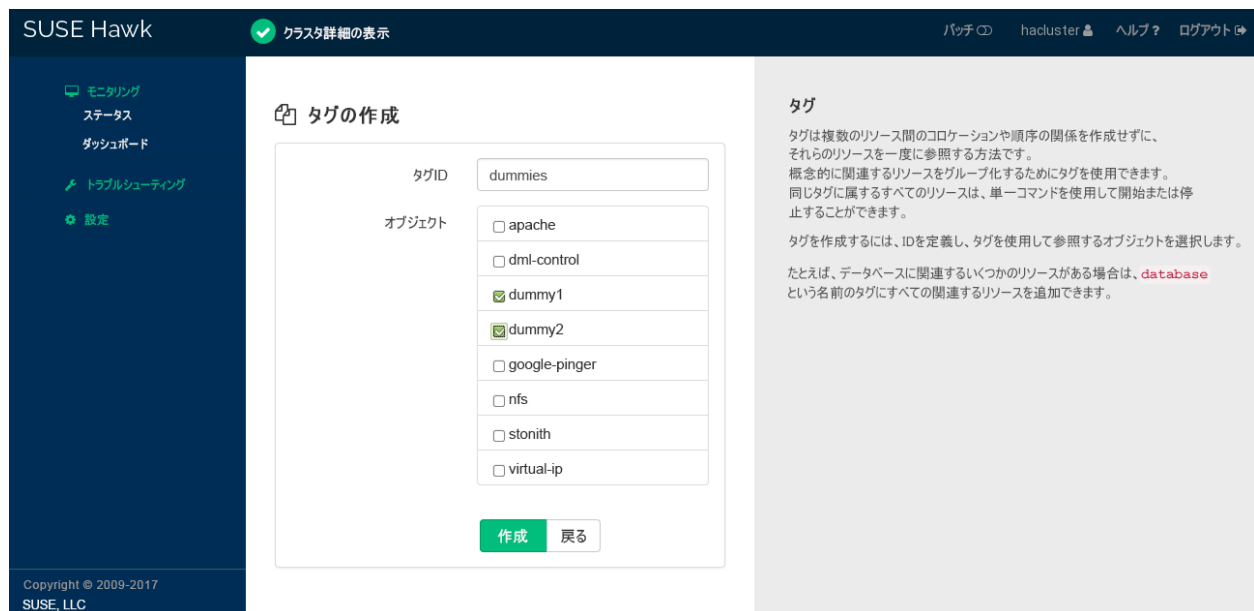 SUSE Hawk
クラスタ詳細の表示
バッチ
hacluster
ヘルプ ?
ログアウト
モニタリング
ステータス
ダッシュボード
トラブルシューティング
設定
タグの作成
タグID
dummies
オブジェクト
apache
dml-control
dummy1
dummy2
google-pinger
nfs
stonith
virtual-ip
作成
戻る
タグ
タグは複数のリソース間のコロケーションや順序の関係を作成せずに、
それらのリソースを一度に参照する方法です。
概念的に関連するリソースをグループ化するためにタグを使用できます。
同じタグに属するすべてのリソースは、単一コマンドを使用して開始または停
止することができます。
タグを作成するには、IDを定義し、タグを使用して参照するオブジェクトを選択します。
たとえば、データベースに関連するいくつかのリソースがある場合は、database
という名前のタグにすべての関連するリソースを追加できます。
Copyright © 2009-2017
SUSE, LLC